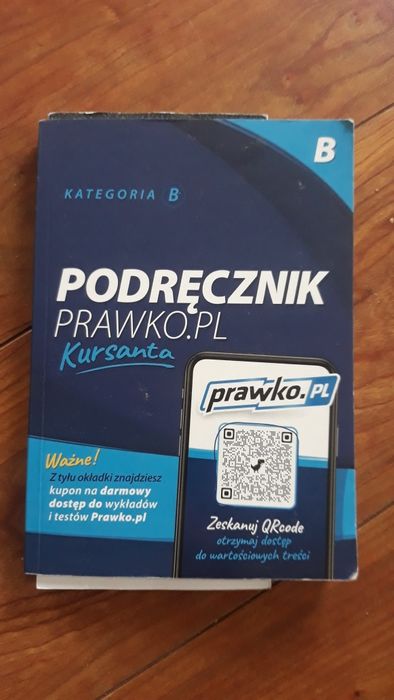 B
KATEGORIA B
PODRĘCZNIK
PRAWKO.PL
Kursanta
prawko.PL
Ważne!
Z tyłu okładki znajdziesz
kupon na darmowy
dostęp do wykładów
i testów Prawko.pl
Zeskanuj QRcode
otrzymaj dostęp
do wartościowych treści